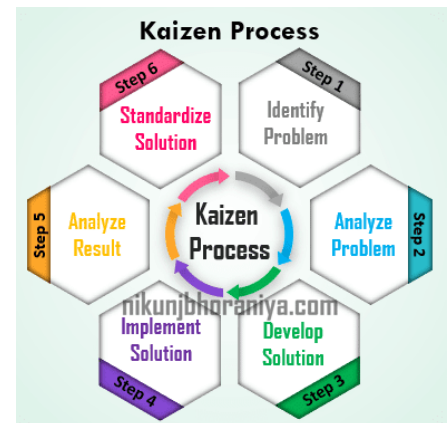 Kaizen Process
Step 1
Identify
Problem
Step 2
Analyze
Problem
Step 3
Develop
Solution
Step 4
Implement
Solution
Step 5
Analyze
Result
Step 6
Standardize
Solution
Kaizen
Process
nikunjbhoraniya.com